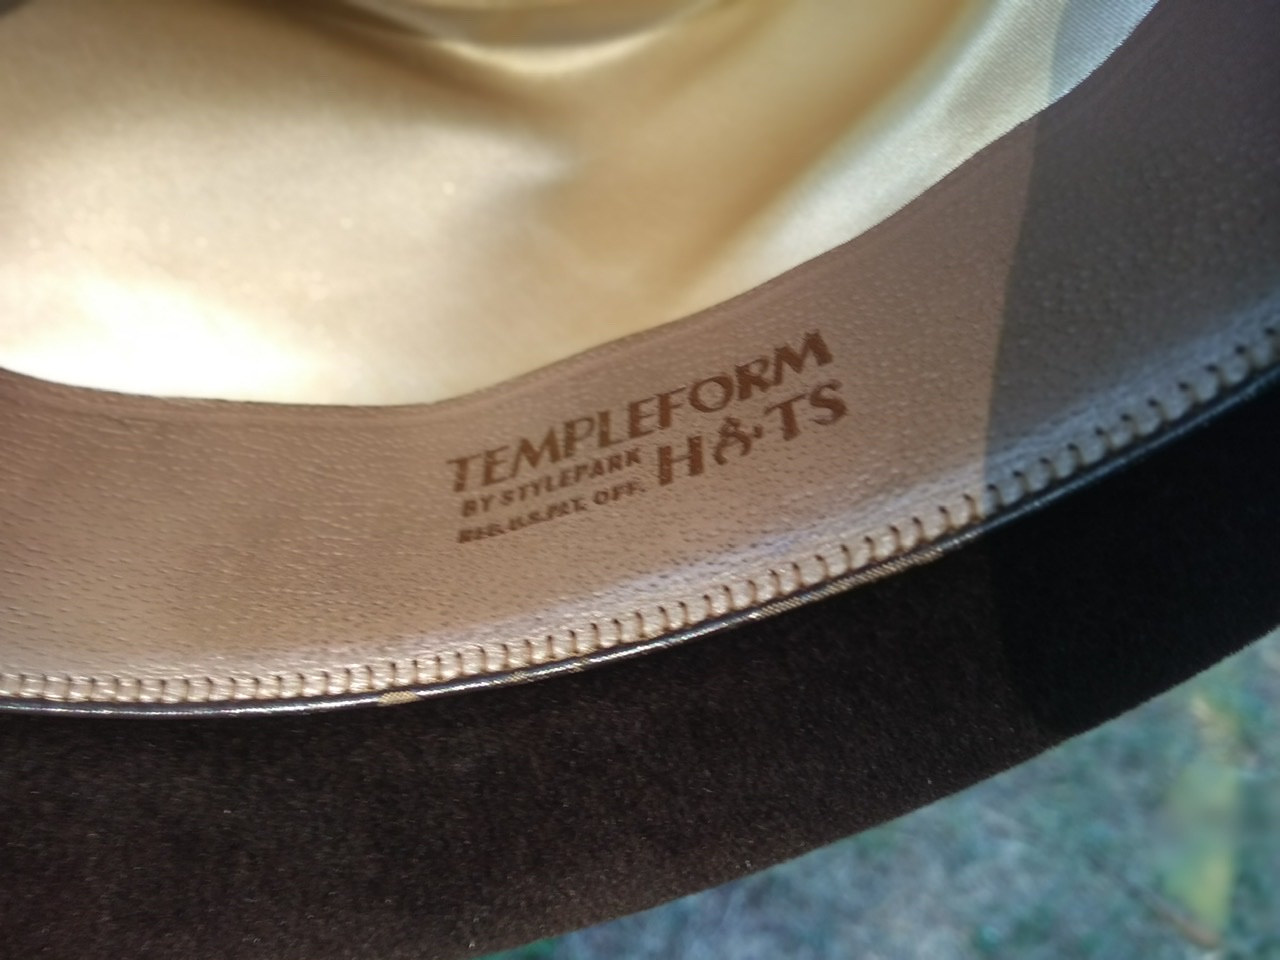 TEMPLEFORM
BY STYLEPARK HATS
REG. U.S. PAT. OFF.